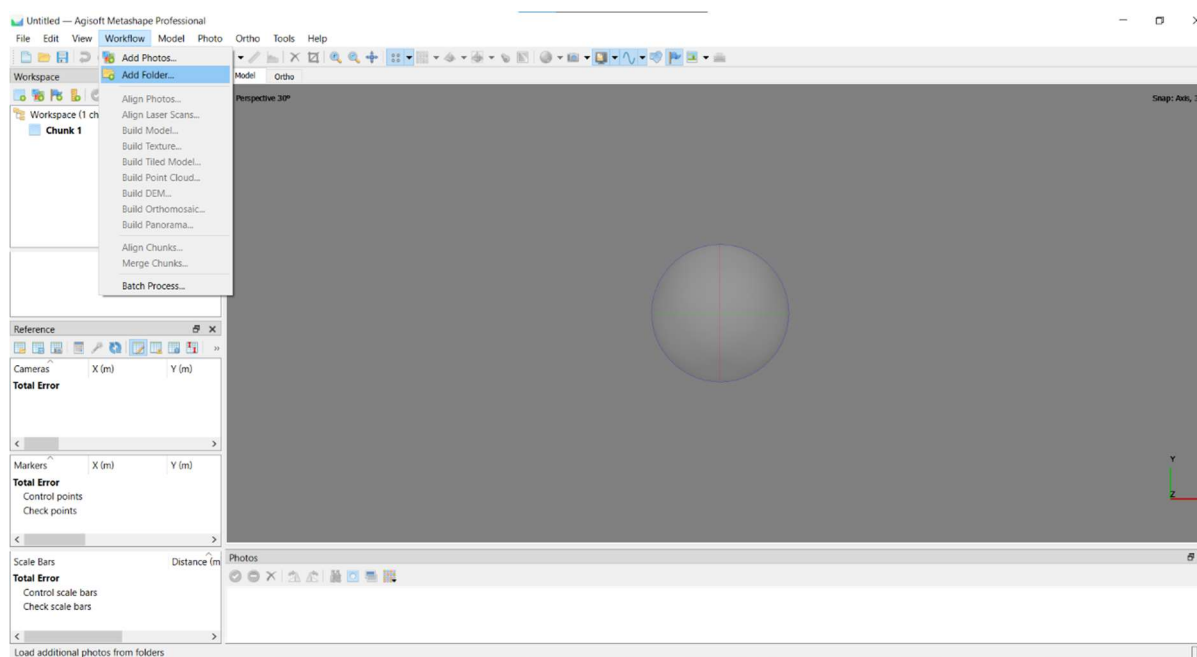 Untitled — Agisoft Metashape Professional
File Edit View Workflow Model Photo Ortho Tools Help
Add Photos...
Add Folder...
Align Photos...
Align Laser Scans...
Build Model...
Build Texture...
Build Tiled Model...
Build Point Cloud...
Build DEM...
Build Orthomosaic...
Build Panorama...
Align Chunks...
Merge Chunks...
Batch Process...
Workspace
Workspace (1 ch
Chunk 1
Model Ortho
Perspective 30°
Snap: Axis,
Y
Z
Reference
Cameras X (m) Y (m)
Total Error
Markers X (m) Y (m)
Total Error
Control points
Check points
Scale Bars Distance (m
Total Error
Control scale bars
Check scale bars
Photos
Load additional photos from folders